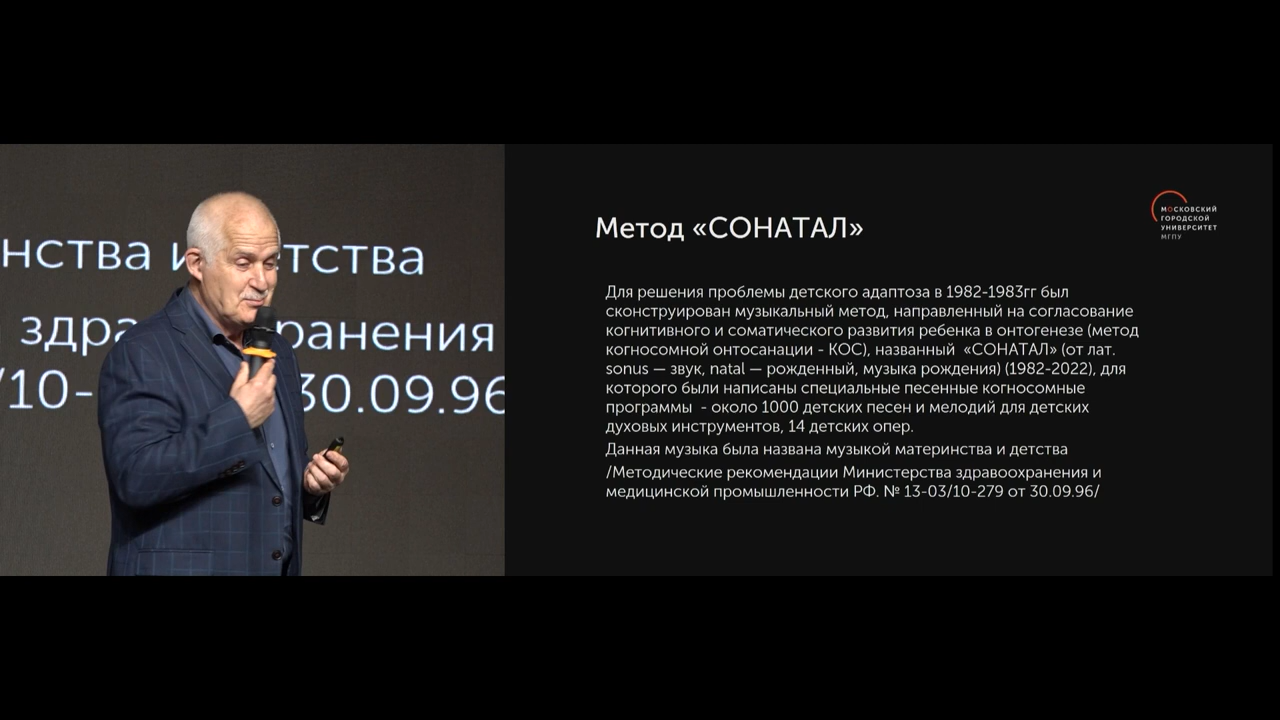 нства и
тства
здра
ранения
/10-
30.09.96
Метод «СОНАТАЛ»
МОСКОВСКИЙ
ГОРОДСКОЙ
УНИВЕРСИТЕТ
МГПУ
Для решения проблемы детского адаптоза в 1982-1983гг был
сконструирован музыкальный метод, направленный на согласование
когнитивного и соматического развития ребенка в онтогенезе (метод
когносомной онтосанации - КОС), названный «СОНАТАЛ» (от лат.
sonus — звук, natal — рожденный, музыка рождения) (1982-2022), для
которого были написаны специальные песенные когносомные
программы - около 1000 детских песен и мелодий для детских
духовых инструментов, 14 детских опер.
Данная музыка была названа музыкой материнства и детства
/Методические рекомендации Министерства здравоохранения и
медицинской промышленности РФ. № 13-03/10-279 от 30.09.96/